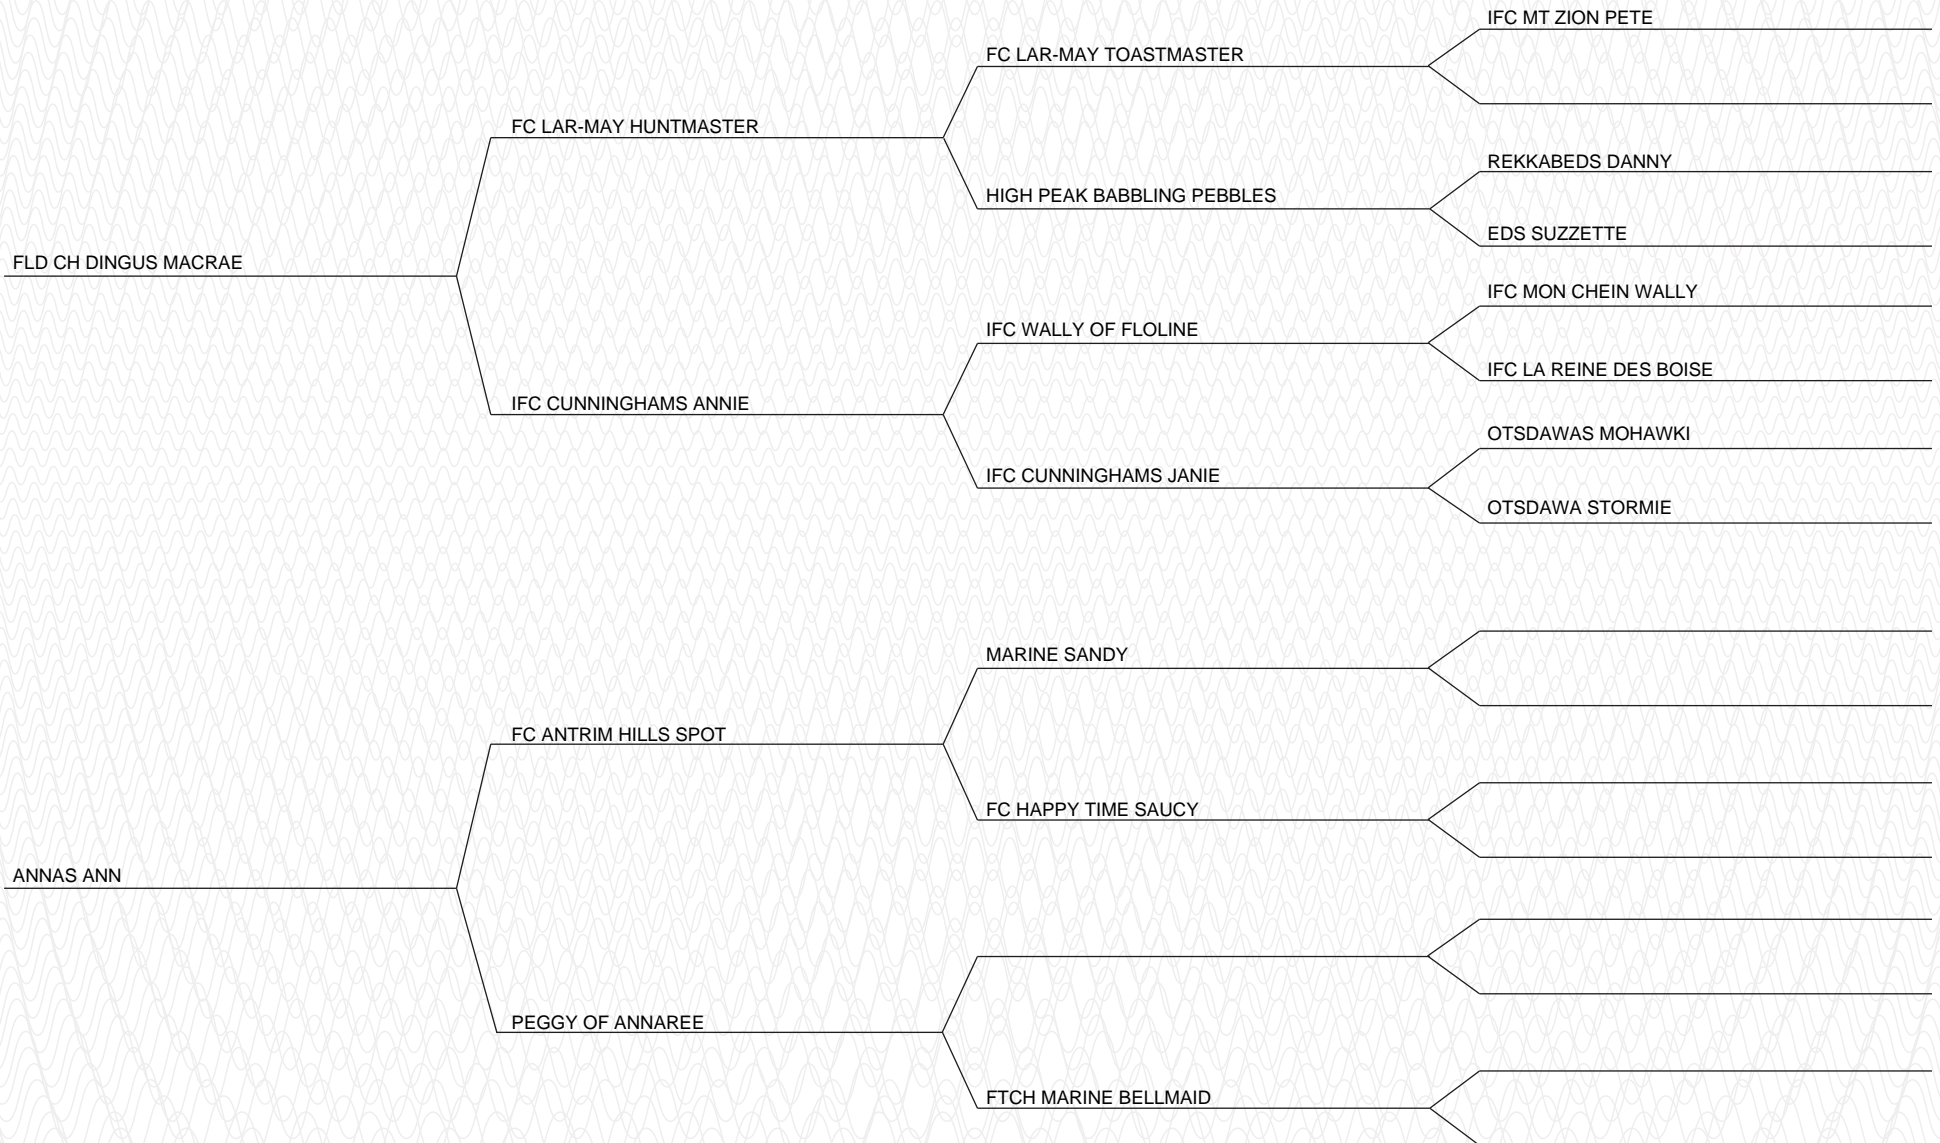 IFC MT ZION PETE
FC LAR-MAY TOASTMASTER
FC LAR-MAY HUNTMASTER
REKKABEDS DANNY
HIGH PEAK BABBLING PEBBLES
EDS SUZZETTE
FLD CH DINGUS MACRAE
IFC MON CHEIN WALLY
IFC WALLY OF FLOLINE
IFC LA REINE DES BOISE
IFC CUNNINGHAMS ANNIE
OTSDAWAS MOHAWKI
IFC CUNNINGHAMS JANIE
OTSDAWA STORMIE
MARINE SANDY
FC ANTRIM HILLS SPOT
FC HAPPY TIME SAUCY
ANNAS ANN
PEGGY OF ANNAREE
FTCH MARINE BELLMAID